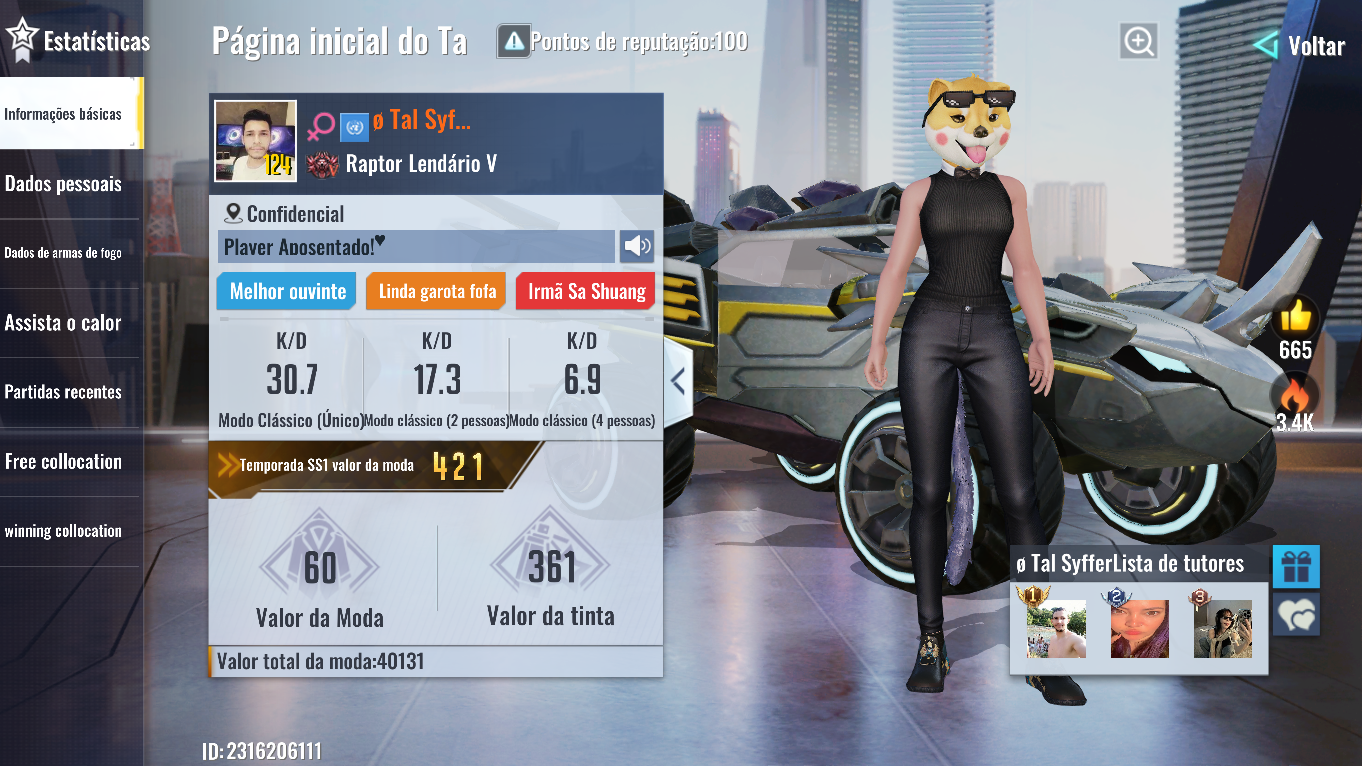 Estatísticas
Página inicial do Ta
Pontos de reputação:100
Voltar
Informações básicas
Dados pessoais
Dados de armas de fogo
Assista o calor
Partidas recentes
Free collocation
winning collocation
124
ø Tal Syf...
Raptor Lendário V
Confidencial
Player Aposentado!♥
Melhor ouvinte
Linda garota fofa
Irmã Sa Shuang
K/D
K/D
K/D
30.7
17.3
6.9
Modo Clássico (Único)
Modo clássico (2 pessoas)
Modo clássico (4 pessoas)
Temporada SS1 valor da moda 421
60
361
Valor da Moda
Valor da tinta
Valor total da moda:40131
665
3.4K
ø Tal SyfferLista de tutores
1
2
3
ID:2316206111